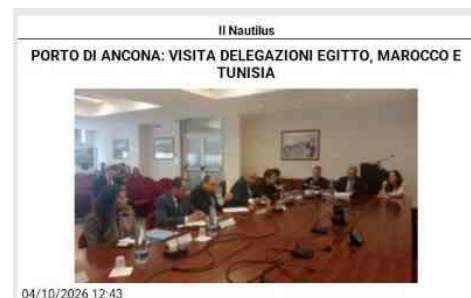 Il Nautilus
PORTO DI ANCONA: VISITA DELEGAZIONI EGITTO, MAROCCO E
TUNISIA
04/10/2026 12:43